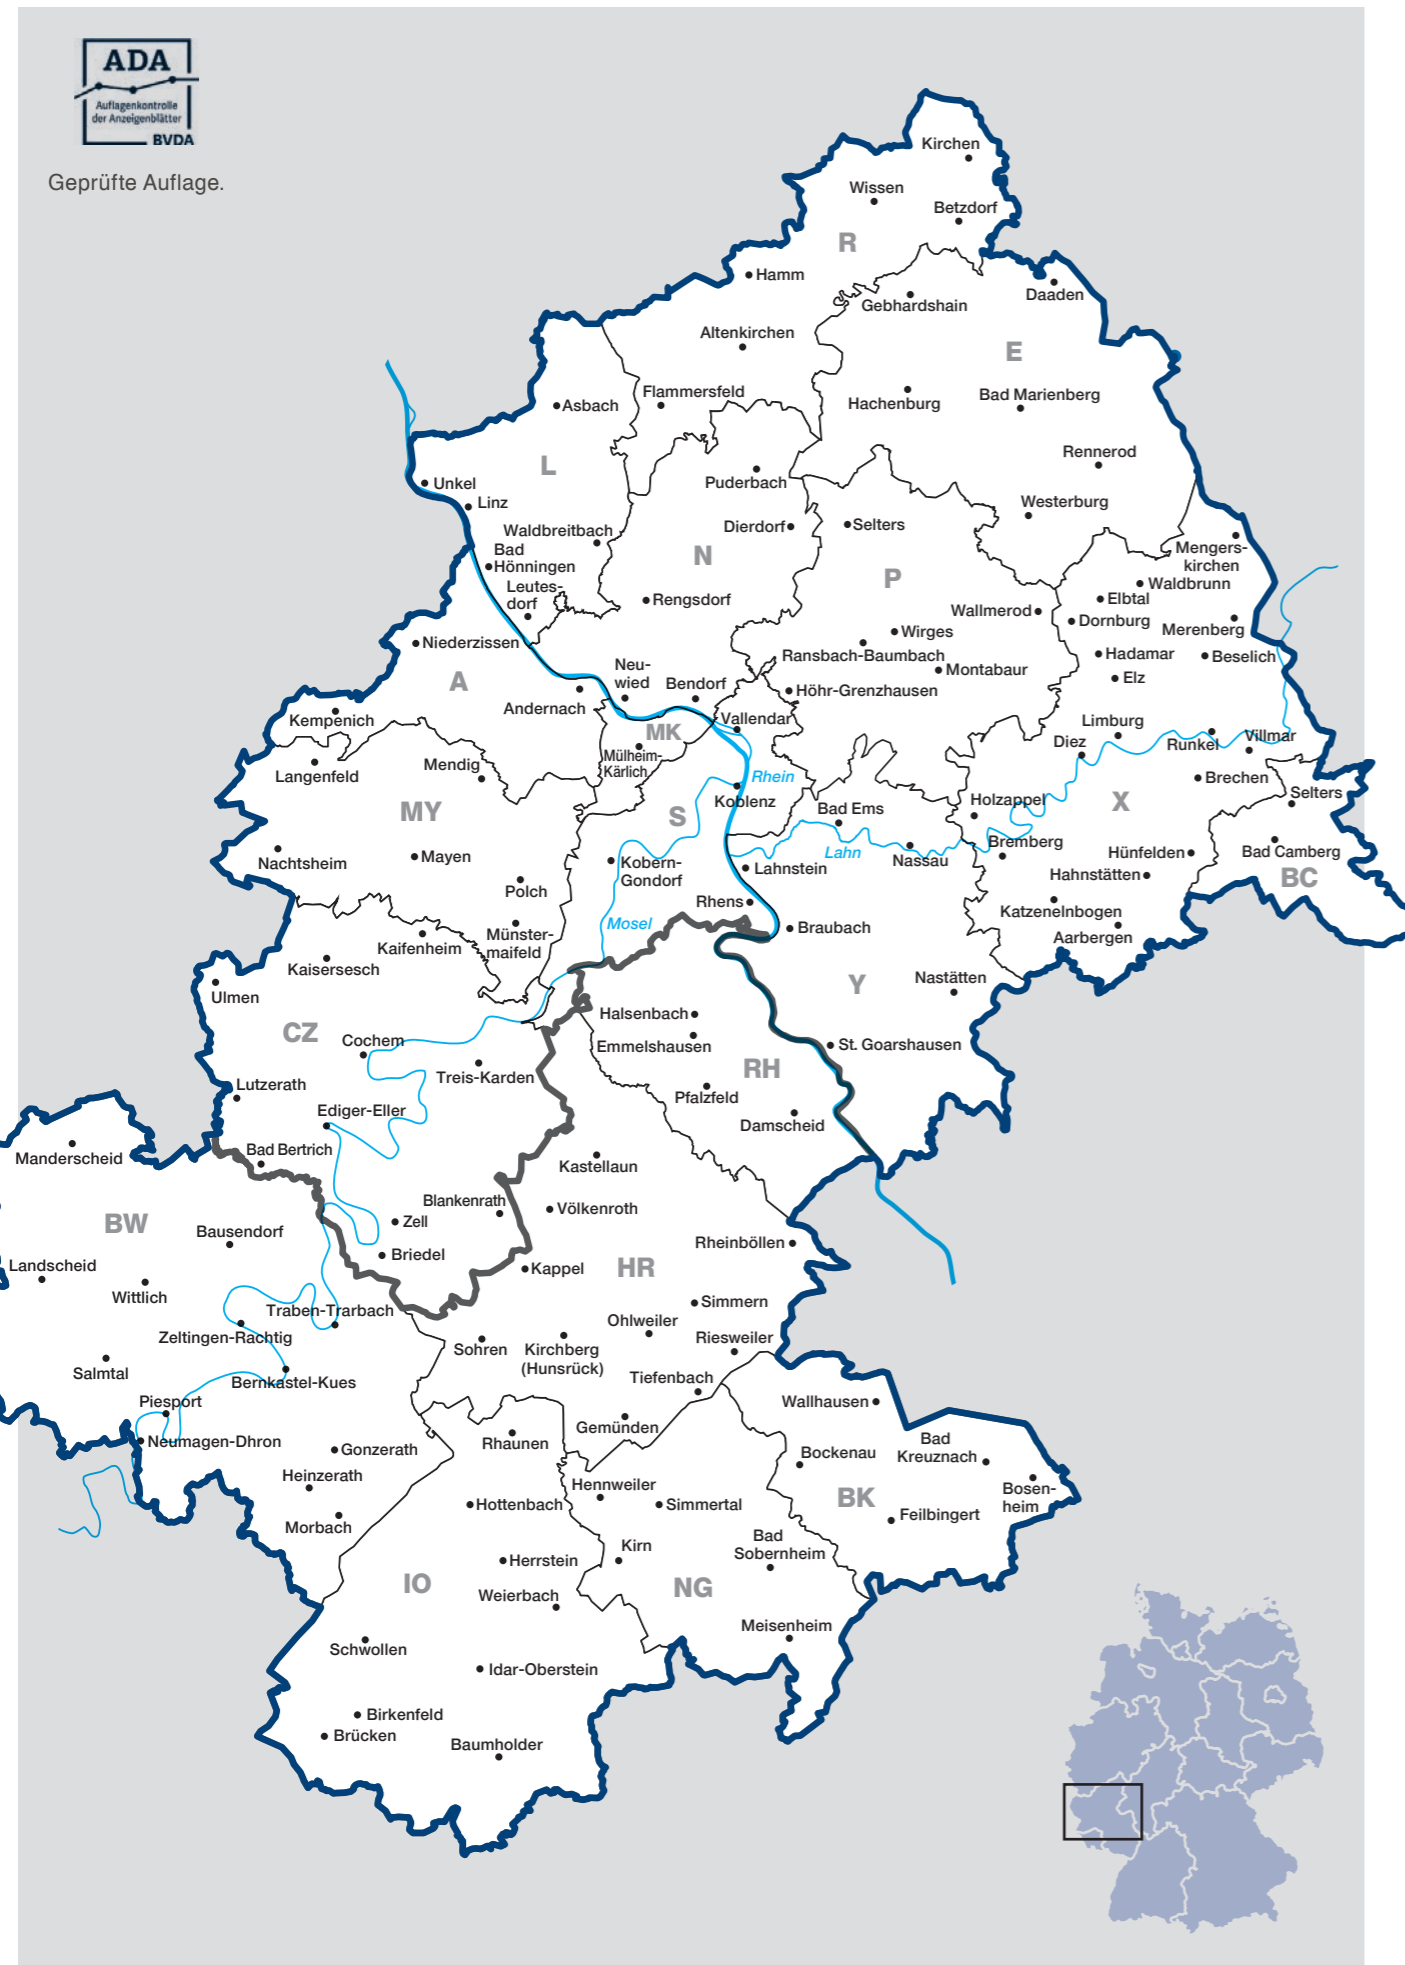 ADA
Auflagenkontrolle
der Anzeigenblätter
BVDA
Geprüfte Auflage.
Kirchen
Wissen
Betzdorf
R
Hamm
Daaden
Gebhardshain
Altenkirchen
E
Flammersfeld
Hachenburg
Bad Marienberg
Asbach
Rennerod
L
Puderbach
Unkel
Linz
Westerburg
Dierdorf
Selters
Waldbreitbach
Bad
Hönningen
N
Mengers-
kirchen
P
Waldbrunn
Leutes-
dorf
Rengsdorf
Wallmerod
Elbtal
Dornburg
Merenberg
Wirges
Niederzissen
Ransbach-Baumbach
Hadamar
Beselich
Montabaur
Elz
A
Neu-
wied
Bendorf
Höhr-Grenzhausen
Andernach
Kempenich
Vallendar
MK
Limburg
Diez
Runkel
Villmar
Mülheim-
Kärlich
Langenfeld
Mendig
Rhein
Koblenz
Brechen
Selters
MY
S
Bad Ems
Holzappel
X
Lahn
Nassau
Bremberg
Hünfelden
Bad Camberg
Nachtsheim
Mayen
Kobern-
Gondorf
Lahnstein
Hahnstätten
BC
Polch
Rhens
Katzenelnbogen
Mosel
Braubach
Aarbergen
Münster-
maifeld
Kaifenheim
Kaisersesch
Y
Nastätten
Ulmen
Halsenbach
CZ
Cochem
Emmelshausen
St. Goarshausen
Treis-Karden
RH
Lutzerath
Pfalzfeld
Ediger-Eller
Damscheid
Manderscheid
Bad Bertrich
Kastellaun
Blankenrath
BW
Bausendorf
Zell
Völkenroth
Briedel
Rheinböllen
Landscheid
Kappel
HR
Wittlich
Traben-Trarbach
Simmern
Zeltingen-Rachtig
Ohlweiler
Sohren
Kirchberg
(Hunsrück)
Riesweiler
Salmtal
Bernkastel-Kues
Tiefenbach
Piesport
Wallhausen
Gemünden
Neumagen-Dhron
Gonzerath
Rhaunen
Bockenau
Bad
Kreuznach
Heinzerath
Hennweiler
Bosen-
heim
BK
Hottenbach
Simmertal
Feilbingert
Morbach
Kirn
Bad
Sobernheim
Herrstein
IO
NG
Weierbach
Meisenheim
Schwollen
Idar-Oberstein
Birkenfeld
Brücken
Baumholder